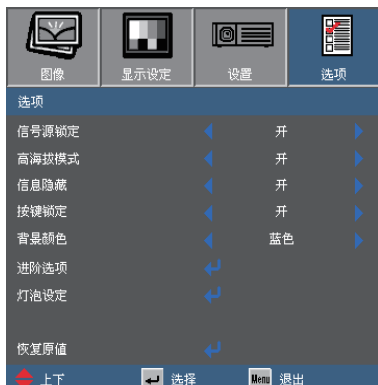 图像 显示设定 设置 选项
选项
信号源锁定 开
高海拔模式 开
信息隐藏 开
按键锁定 开
背景颜色 蓝色
进阶选项
灯泡设定
恢复原值
上下 选择 Menu 退出